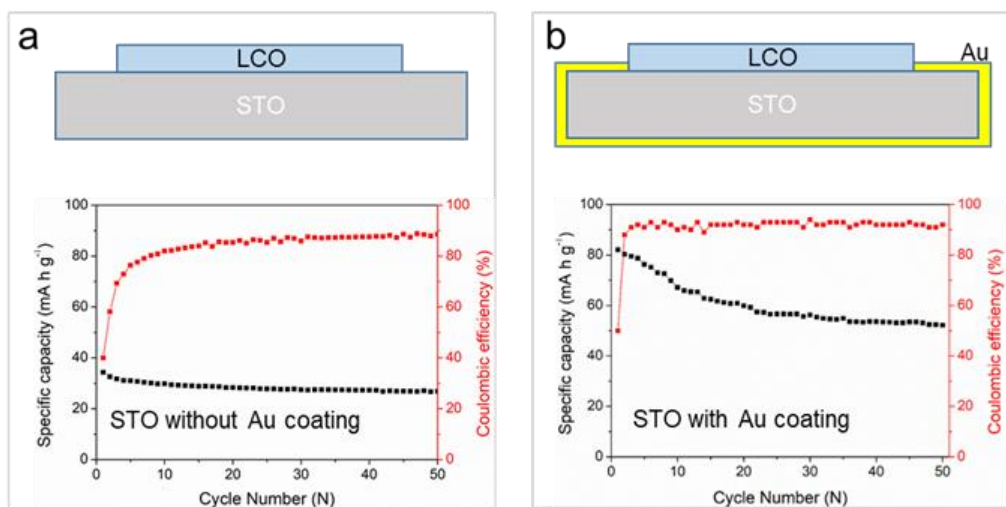 a
LCO
STO
100
80
60
40
20
0
Specific capacity (mA h g⁻¹)
100
80
60
40
20
0
Coulombic efficiency (%)
STO without Au coating
0
10
20
30
40
50
Cycle Number (N)
b
Au
LCO
STO
100
80
60
40
20
0
Specific capacity (mA h g⁻¹)
100
80
60
40
20
0
Coulombic efficiency (%)
STO with Au coating
0
10
20
30
40
50
Cycle Number (N)